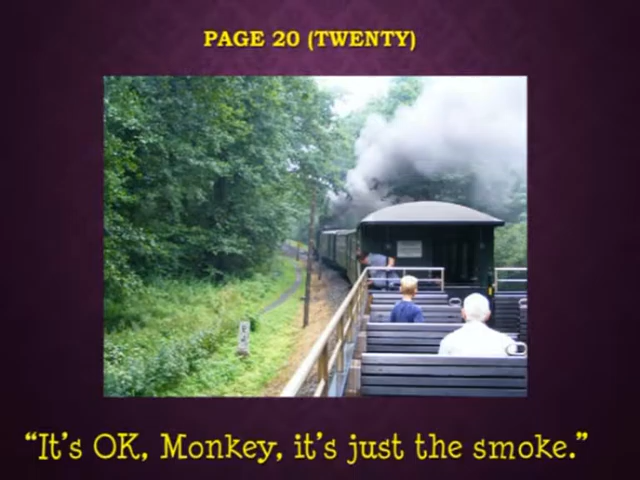 PAGE 20 (TWENTY)
“It’s OK, Monkey, it’s just the smoke.”